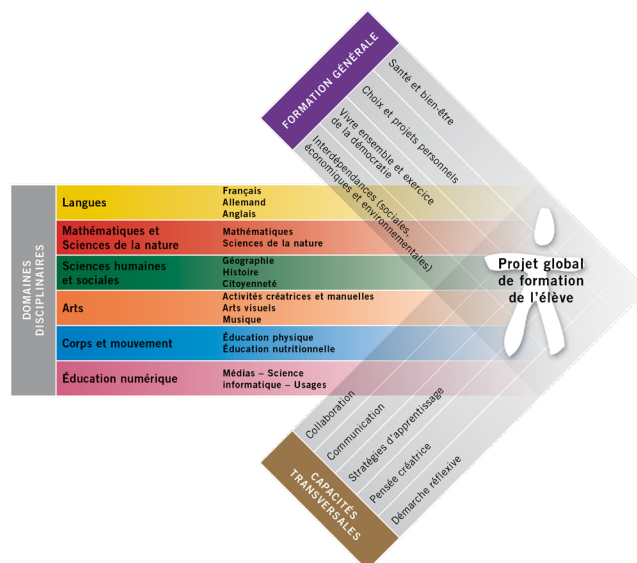 FORMATION GÉNÉRALE
Santé et bien-être
Choix et projets personnels
Vivre ensemble et exercice
de la démocratie
Interdépendances (sociales,
économiques et environnementales)
DOMAINES
DISCIPLINAIRES
Langues
Français
Allemand
Anglais
Mathématiques et
Sciences de la nature
Mathématiques
Sciences de la nature
Sciences humaines
et sociales
Géographie
Histoire
Citoyenneté
Arts
Activités créatrices et manuelles
Arts visuels
Musique
Corps et mouvement
Éducation physique
Éducation nutritionnelle
Éducation numérique
Médias – Science
informatique – Usages
Projet global
de formation
de l'élève
Collaboration
Communication
Stratégies d'apprentissage
Pensée créatrice
Démarche réflexive
CAPACITÉS
TRANSVERSALES